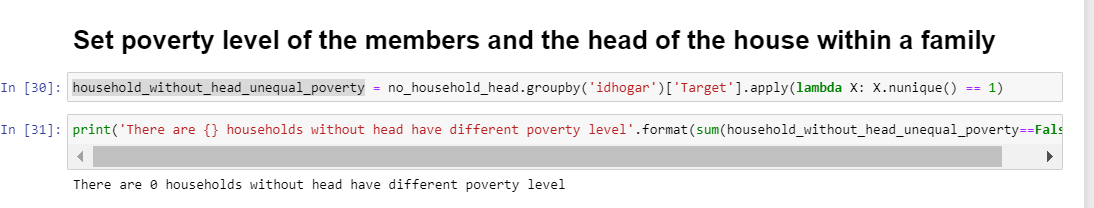 Set poverty level of the members and the head of the house within a family
In [30]: household_without_head_unequal_poverty = no_household_head.groupby('idhogar')['Target'].apply(lambda X: X.nunique() == 1)
In [31]: print('There are {} households without head have different poverty level'.format(sum(household_without_head_unequal_poverty==Fals
There are 0 households without head have different poverty level